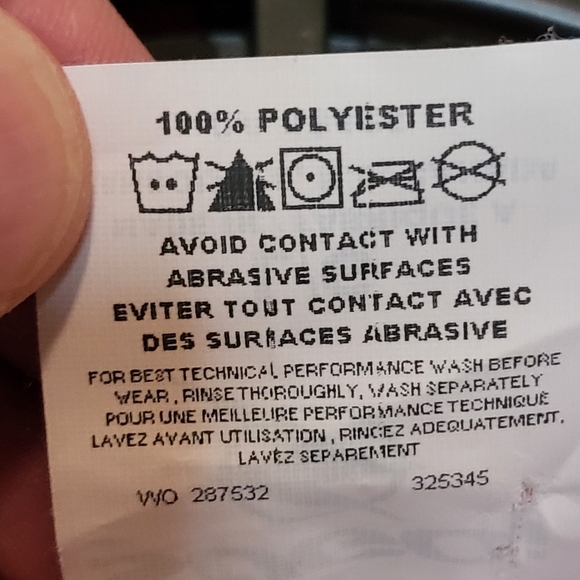 100% POLYESTER
AVOID CONTACT WITH
ABRASIVE SURFACES
EVITER TOUT CONTACT AVEC
DES SURFACES ABRASIVE
FOR BEST TECHNICAL PERFORMANCE WASH BEFORE
WEAR, RINSE THOROUGHLY, WASH SEPARATELY
POUR UNE MEILLEURE PERFORMANCE TECHNIQUE
LAVEZ AVANT UTILISATION, RINCEZ ADEQUATEMENT.
LAVEZ SEPAREMENT
WO 287532 325345